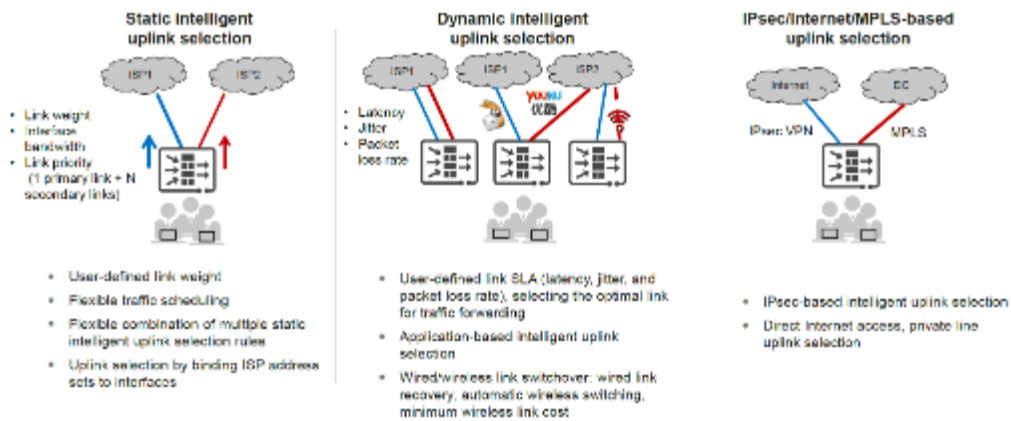 Static intelligent
uplink selection
ISP1
ISP2
Link weight
Interface
bandwidth
Link priority
(1 primary link + N
secondary links)
User-defined link weight
Flexible traffic scheduling
Flexible combination of multiple static
intelligent uplink selection rules
Uplink selection by binding ISP address
sets to interfaces
Dynamic intelligent
uplink selection
ISP1
ISP1
ISP2
Latency
Jitter
Packet
loss rate
YOUKU
优酷
User-defined link SLA (latency, jitter, and
packet loss rate), selecting the optimal link
for traffic forwarding
Application-based intelligent uplink
selection
Wired/wireless link switchover: wired link
recovery, automatic wireless switching,
minimum wireless link cost
IPsec/Internet/MPLS-based
uplink selection
Internet
DC
IPsec VPN
MPLS
IPsec-based intelligent uplink selection
Direct Internet access, private line
uplink selection